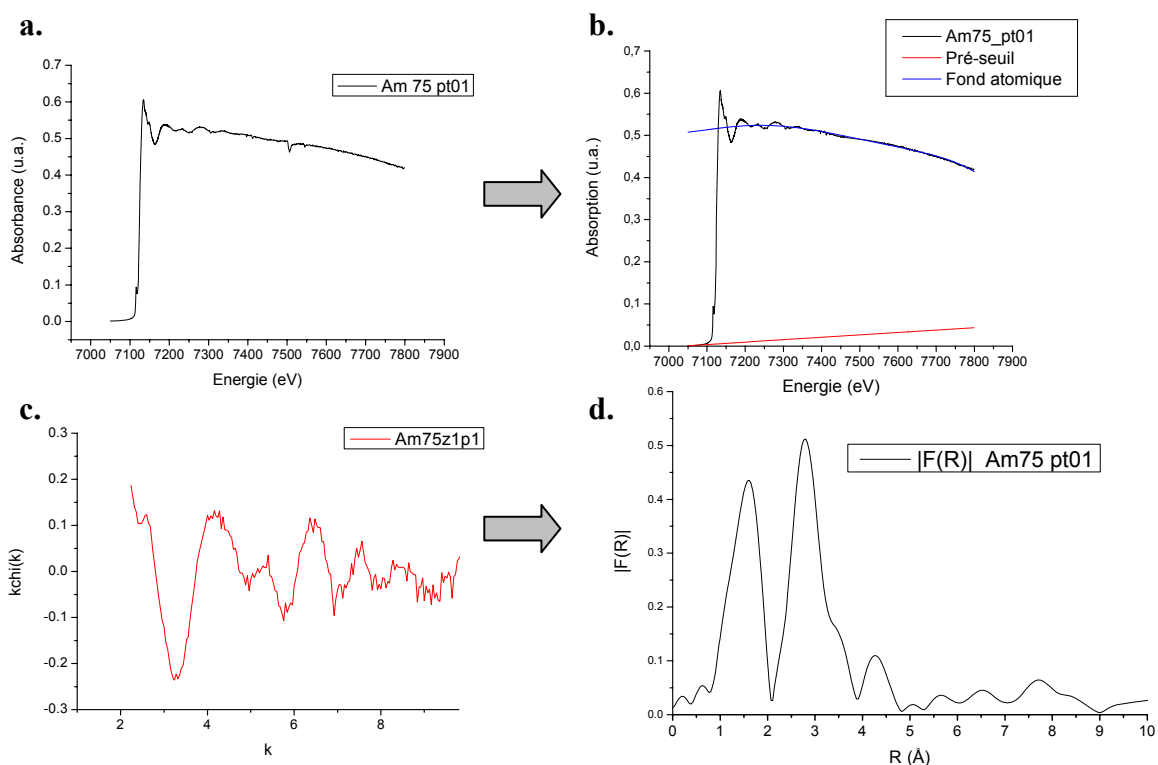 a.
Am 75 pt01
Absorbance (u.a.)
0.7
0.6
0.5
0.4
0.3
0.2
0.1
0.0
7000 7100 7200 7300 7400 7500 7600 7700 7800 7900
Energie (eV)
b.
Am75_pt01
Pré-seuil
Fond atomique
Absorption (u.a.)
0,7
0,6
0,5
0,4
0,3
0,2
0,1
0,0
7000 7100 7200 7300 7400 7500 7600 7700 7800 7900
Energie (eV)
c.
Am75z1p1
kchi(k)
0.3
0.2
0.1
0.0
-0.1
-0.2
-0.3
2 4 6 8
k
d.
|F(R)| Am75 pt01
|F(R)|
0.6
0.5
0.4
0.3
0.2
0.1
0.0
0 1 2 3 4 5 6 7 8 9 10
R (Å)